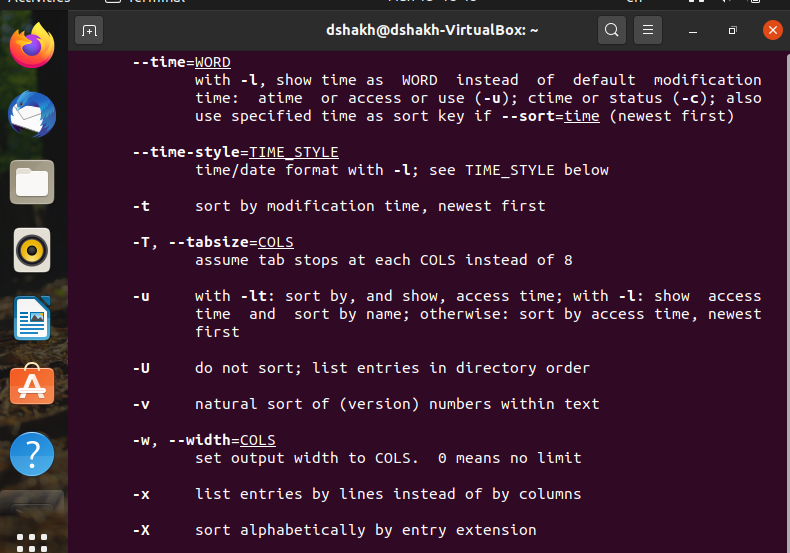 dshakh@dshakh-VirtualBox: ~
--time=WORD
with -l, show time as WORD instead of default modification
time: atime or access or use (-u); ctime or status (-c); also
use specified time as sort key if --sort=time (newest first)
--time-style=TIME_STYLE
time/date format with -l; see TIME_STYLE below
-t sort by modification time, newest first
-T, --tabsize=COLS
assume tab stops at each COLS instead of 8
-u with -lt: sort by, and show, access time; with -l: show access
time and sort by name; otherwise: sort by access time, newest
first
-U do not sort; list entries in directory order
-v natural sort of (version) numbers within text
-w, --width=COLS
set output width to COLS. 0 means no limit
-x list entries by lines instead of by columns
-X sort alphabetically by entry extension